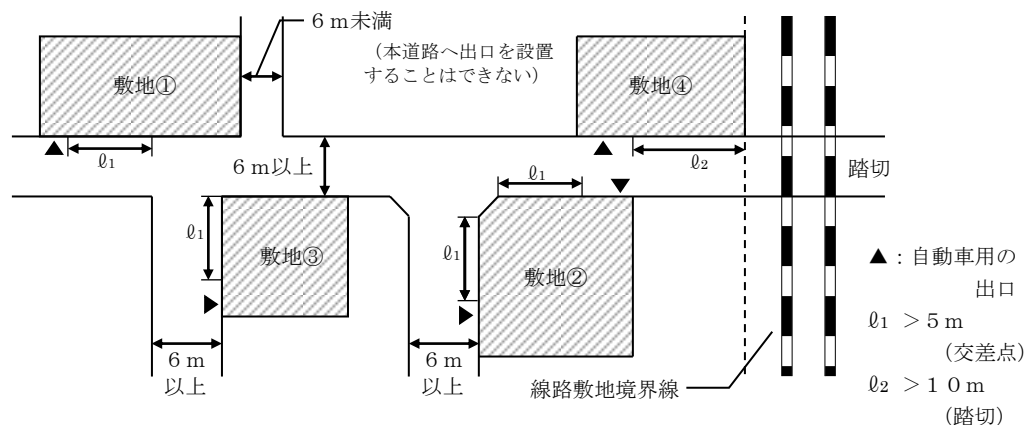 6m未満
(本道路へ出口を設置
することはできない)
敷地①
敷地④
ℓ1
6m以上
ℓ1
ℓ2
踏切
ℓ1
敷地③
ℓ1
敷地②
▲:自動車用の
出口
ℓ1 >5m
(交差点)
ℓ2 >10m
(踏切)
6m
以上
6m
以上
線路敷地境界線